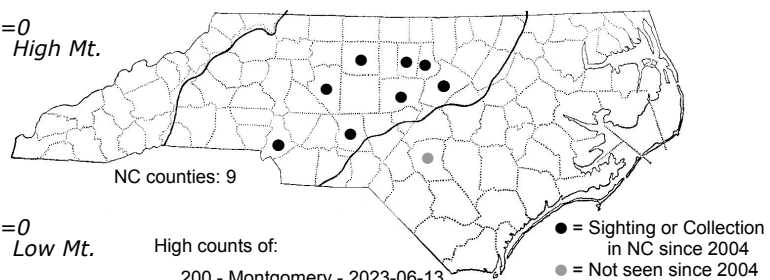 =0
High Mt.
NC counties: 9
=0
Low Mt.
High counts of:
200 - Montgomery - 2023-06-13
● = Sighting or Collection
in NC since 2004
● = Not seen since 2004